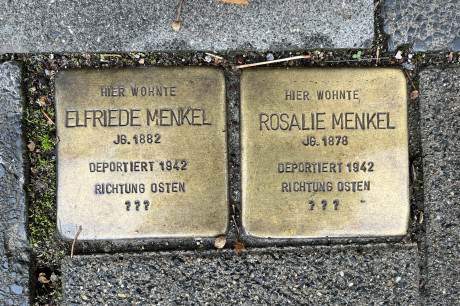 HIER WOHNTE
ELFRIEDE MENKEL
JG. 1882
DEPORTIERT 1942
RICHTUNG OSTEN
???
HIER WOHNTE
ROSALIE MENKEL
JG. 1878
DEPORTIERT 1942
RICHTUNG OSTEN
???